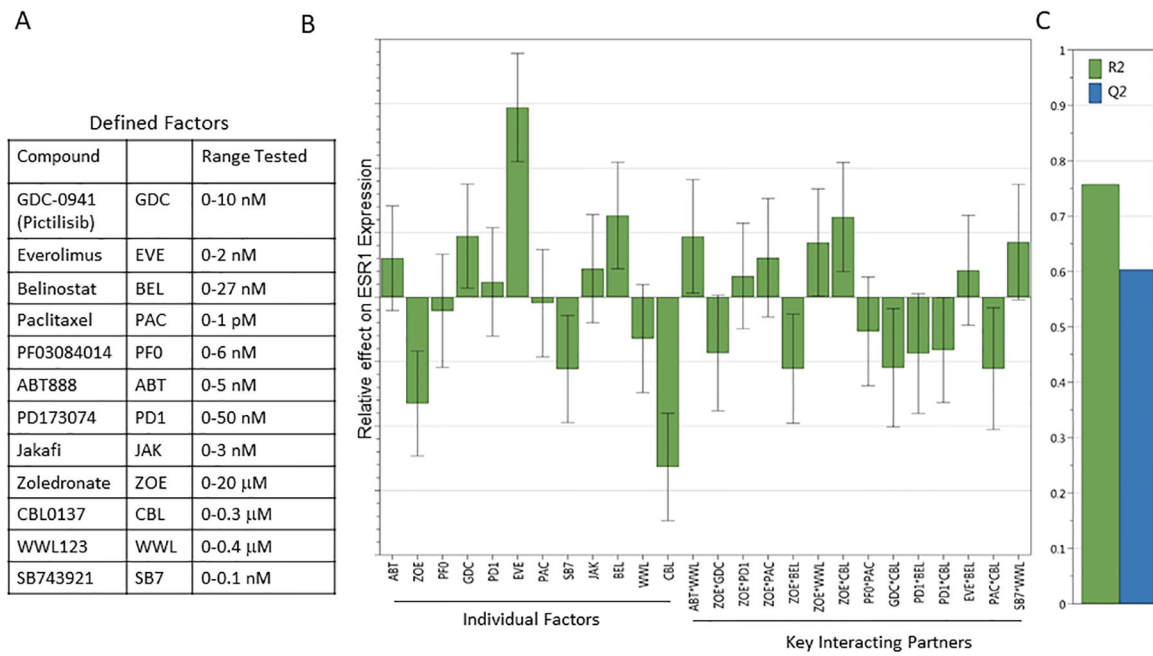 A
B
C
Defined Factors
Compound Range Tested
GDC-0941 (Pictilisib) GDC 0-10 nM
Everolimus EVE 0-2 nM
Belinostat BEL 0-27 nM
Paclitaxel PAC 0-1 pM
PF03084014 PF0 0-6 nM
ABT888 ABT 0-5 nM
PD173074 PD1 0-50 nM
Jakafi JAK 0-3 nM
Zoledronate ZOE 0-20 μM
CBL0137 CBL 0-0.3 μM
WWL123 WWL 0-0.4 μM
SB743921 SB7 0-0.1 nM
Relative effect on ESR1 Expression
ABT
ZOE
PF0
GDC
PD1
EVE
PAC
SB7
JAK
BEL
WWL
CBL
ABT*WWL
ZOE*GDC
ZOE*PD1
ZOE*PAC
ZOE*BEL
ZOE*WWL
ZOE*CBL
PF0*PAC
GDC*CBL
PD1*BEL
PD1*CBL
EVE*BEL
PAC*CBL
SB7*WWL
Individual Factors
Key Interacting Partners
1
0.9
0.8
0.7
0.6
0.5
0.4
0.3
0.2
0.1
0
R2
Q2